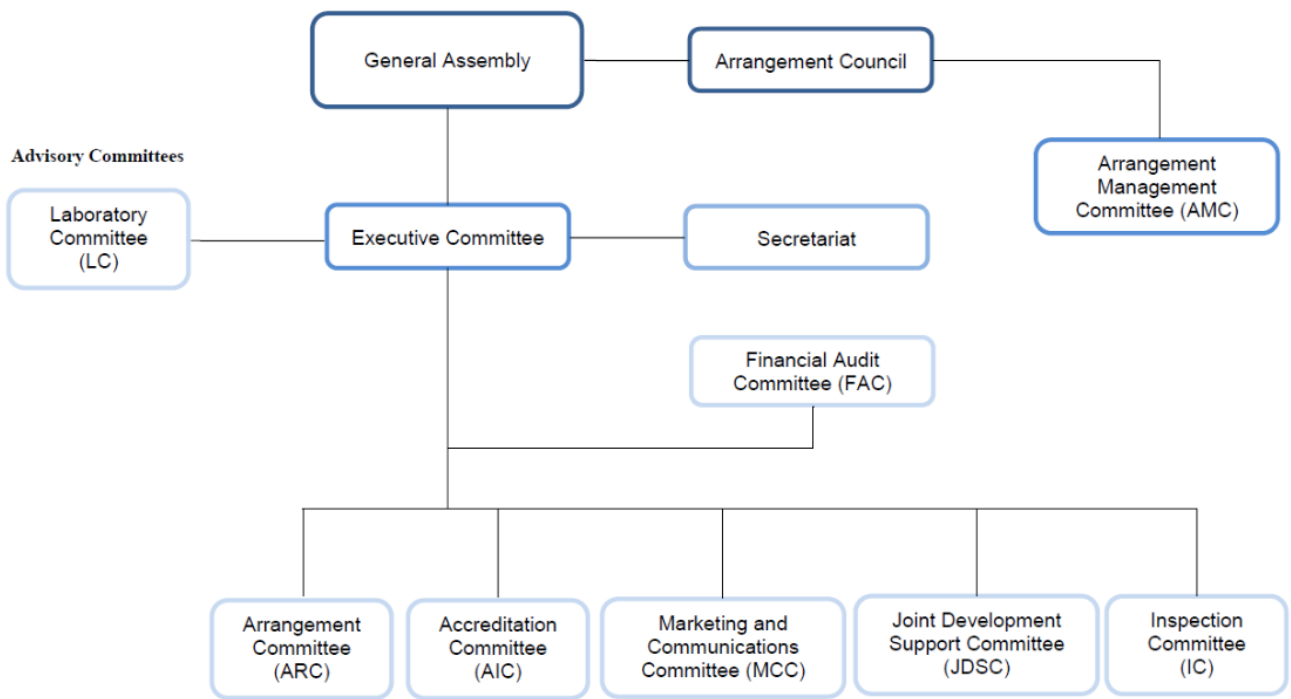 General Assembly
Arrangement Council
Advisory Committees
Arrangement
Management
Committee (AMC)
Laboratory
Committee
(LC)
Executive Committee
Secretariat
Financial Audit
Committee (FAC)
Arrangement
Committee
(ARC)
Accreditation
Committee
(AIC)
Marketing and
Communications
Committee (MCC)
Joint Development
Support Committee
(JDSC)
Inspection
Committee
(IC)